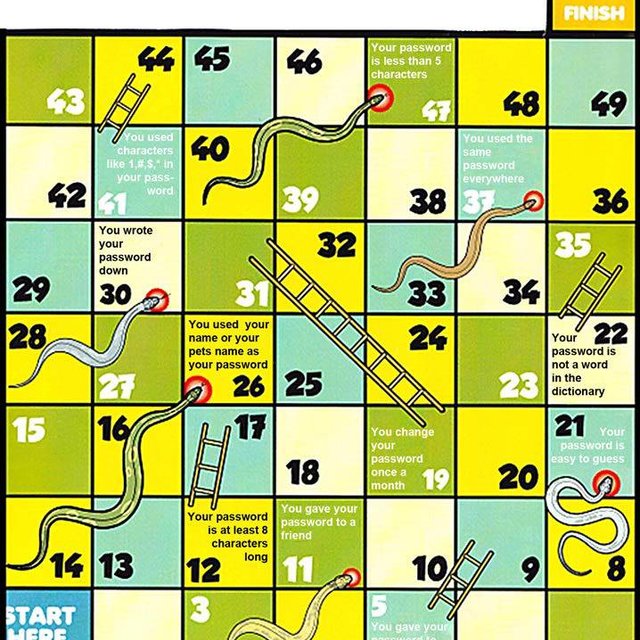 FINISH
44
45
46
Your password
is less than 5
characters
43
47
48
49
You used
characters
like 1,#,$,* in
your pass-
word
40
You used the
same
password
everywhere
42
41
39
38
37
36
You wrote
your
password
down
32
35
29
30
31
33
34
28
You used your
name or your
pets name as
your password
24
22
Your
password is
not a word
in the
dictionary
27
26
25
23
15
16
17
18
You change
your
password
once a
month
19
20
21
Your
password is
easy to guess
Your password
is at least 8
characters
long
You gave your
password to a
friend
14
13
12
11
10
9
8
START
HERE
3
5
You gave your
password to